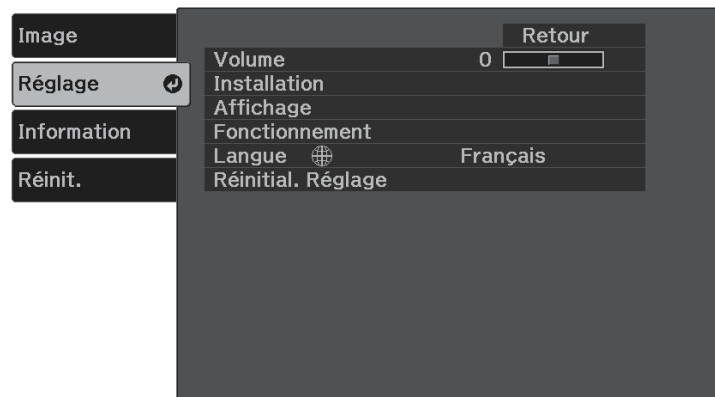 Image
Réglage
Information
Réinit.
Retour
Volume 0
Installation
Affichage
Fonctionnement
Langue Français
Réinitial. Réglage